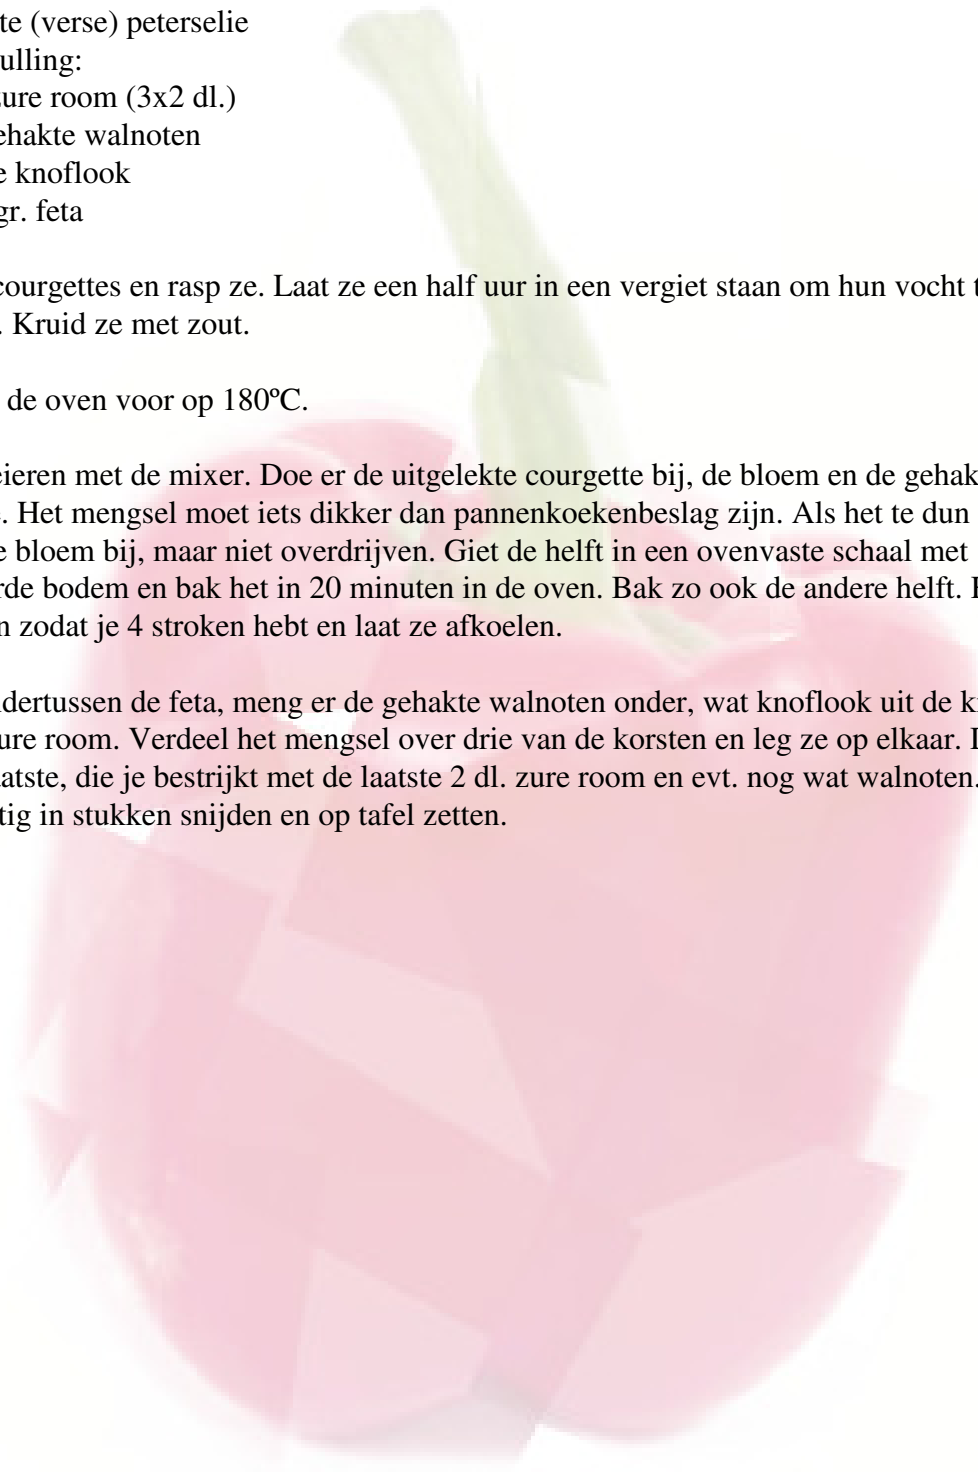 te (verse) peterselie
ulling:
ure room (3x2 dl.)
ehakte walnoten
e knoflook
gr. feta
courgettes en rasp ze. Laat ze een half uur in een vergiet staan om hun vocht t
. Kruid ze met zout.
de oven voor op 180ºC.
eieren met de mixer. Doe er de uitgelekte courgette bij, de bloem en de gehak
. Het mengsel moet iets dikker dan pannenkoekenbeslag zijn. Als het te dun
e bloem bij, maar niet overdrijven. Giet de helft in een ovenvaste schaal met
rde bodem en bak het in 20 minuten in de oven. Bak zo ook de andere helft.
n zodat je 4 stroken hebt en laat ze afkoelen.
dertussen de feta, meng er de gehakte walnoten onder, wat knoflook uit de k
ure room. Verdeel het mengsel over drie van de korsten en leg ze op elkaar.
atste, die je bestrijkt met de laatste 2 dl. zure room en evt. nog wat walnoten.
tig in stukken snijden en op tafel zetten.